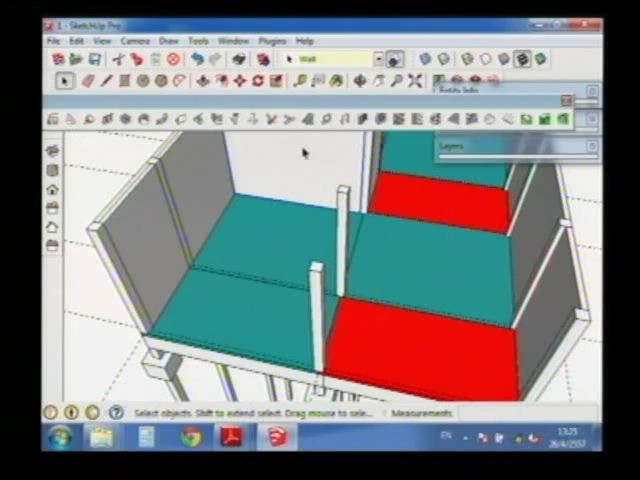 1 - SketchUp Pro
File Edit View Camera Draw Tools Window Plugins Help
Wall
Entity Info
Layers
Select objects. Shift to extend select. Drag mouse to sele... Measurements
EN
13:25
26/4/2557